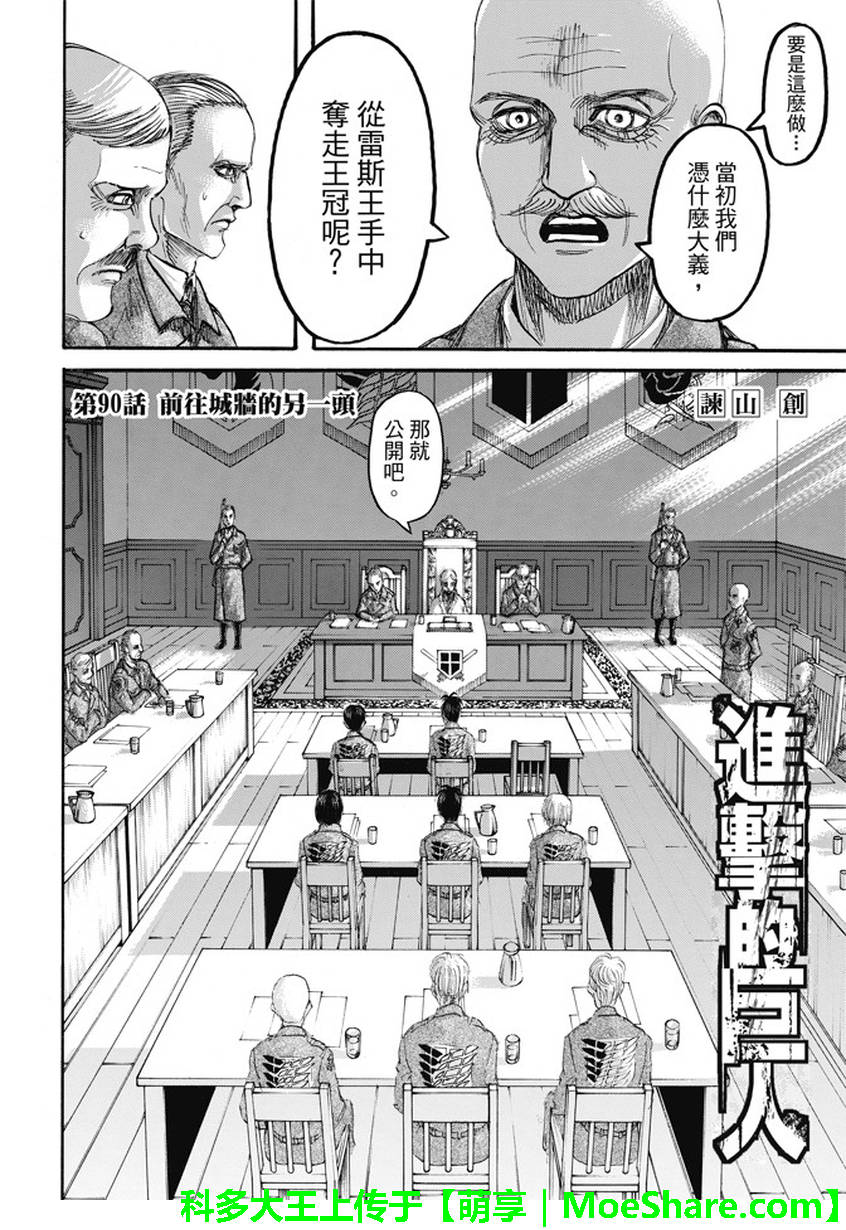 要是這麼做…
當初我們
憑什麼大義，
從雷斯王手中
奪走王冠呢？
第90話 前往城牆的另一頭
諫山 創
那就
公開吧。
進擊的巨人
科多大王上传于【萌享｜MoeShare.com】